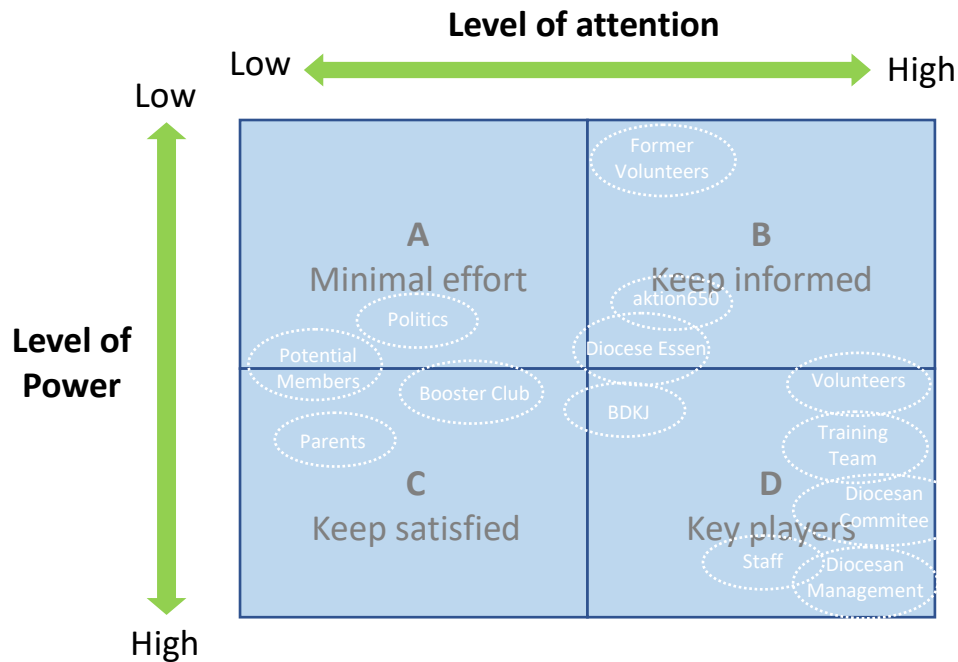 Level of attention
Low
High
Low
Former
Volunteers
A
Minimal effort
B
Keep informed
aktion650
Politics
Diocese Essen
Level of
Power
Potential
Members
Volunteers
Booster Club
BDKJ
Parents
Training
Team
C
Keep satisfied
D
Key players
Diocesan
Commitee
Staff
Diocesan
Management
High